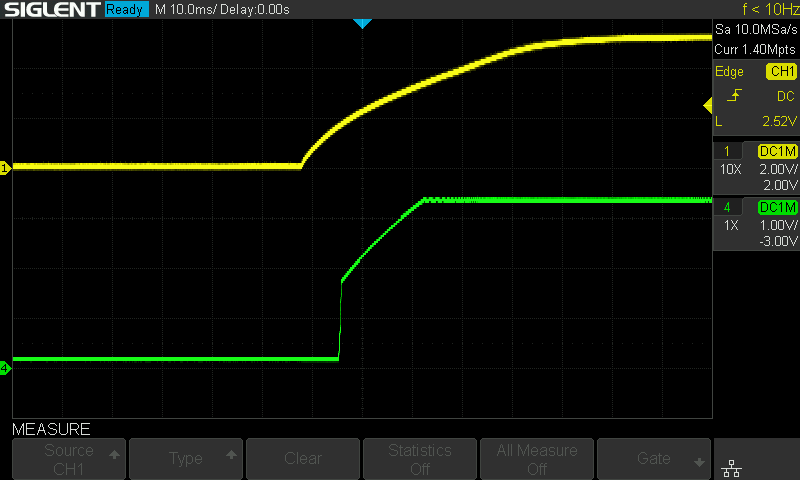 SIGLENT Ready M 10.0ms/ Delay:0.00s f < 10Hz
Sa 10.0MSa/s
Curr 1.40Mpts
Edge CH1
DC
L 2.52V
1 DC1M
10X 2.00V/
2.00V
4 DC1M
1X 1.00V/
-3.00V
1
4
MEASURE
Source CH1
Type
Clear
Statistics Off
All Measure Off
Gate